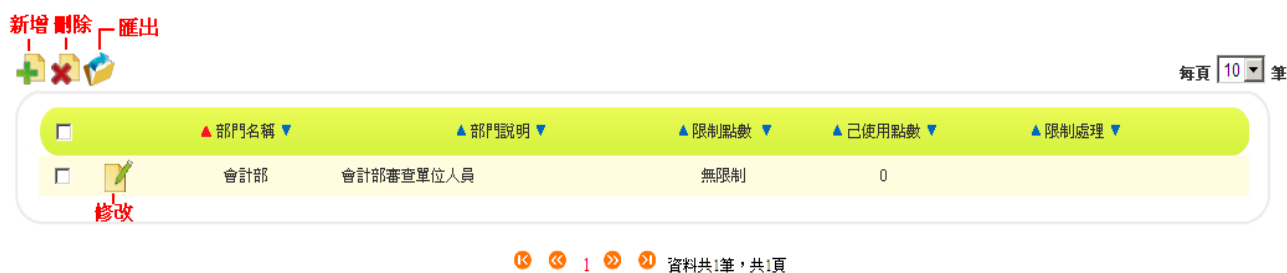 新增 刪除 匯出
每頁 10 筆
▲部門名稱▼ ▲部門說明▼ ▲限制點數▼ ▲已使用點數▼ ▲限制處理▼
會計部 會計部審查單位人員 無限制 0
修改
1 資料共1筆，共1頁